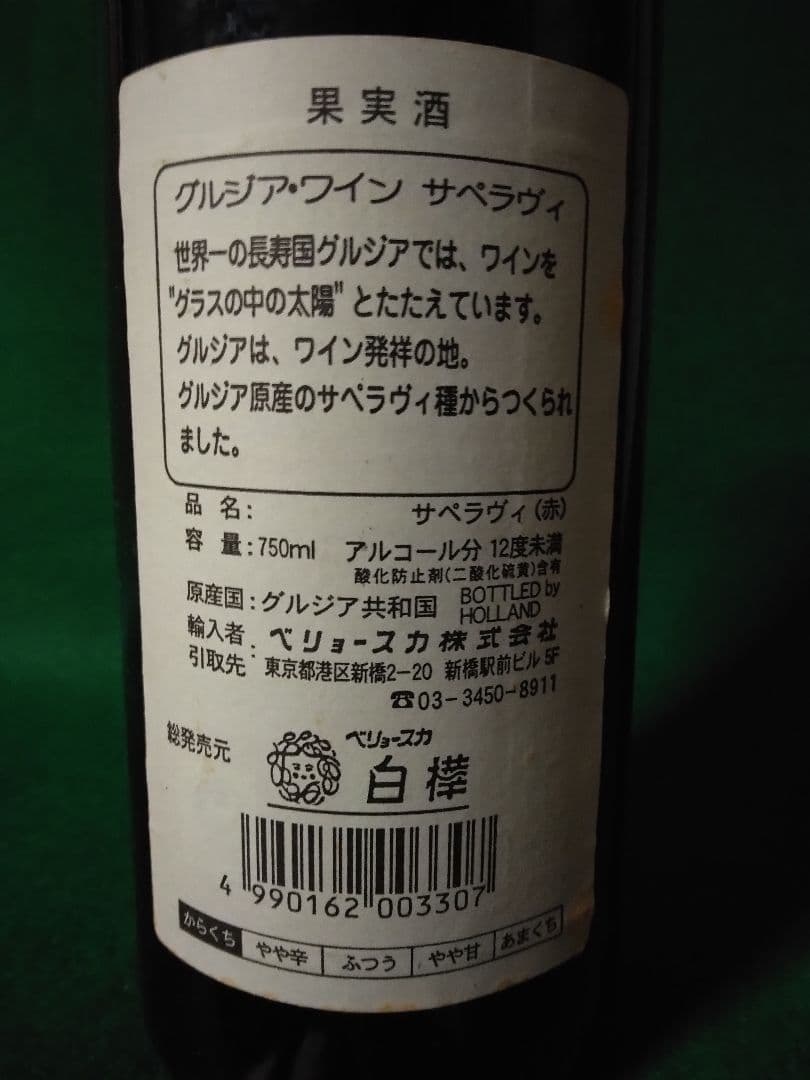 果実酒
グルジア・ワイン サペラヴィ
世界一の長寿国グルジアでは、ワインを
"グラスの中の太陽" とたたえています。
グルジアは、ワイン発祥の地。
グルジア原産のサペラヴィ種からつくられ
ました。
品名: サペラヴィ(赤)
容量:750ml アルコール分 12度未満
酸化防止剤(二酸化硫黄)含有
原産国:グルジア共和国 BOTTLED by
HOLLAND
輸入者
引取先: ベリョースカ株式会社
東京都港区新橋2-20 新橋駅前ビル5F
☎03-3450-8911
総発売元 ベリョースカ
白樺
4 990162 003307
からくち やや辛 ふつう やや甘 あまくち